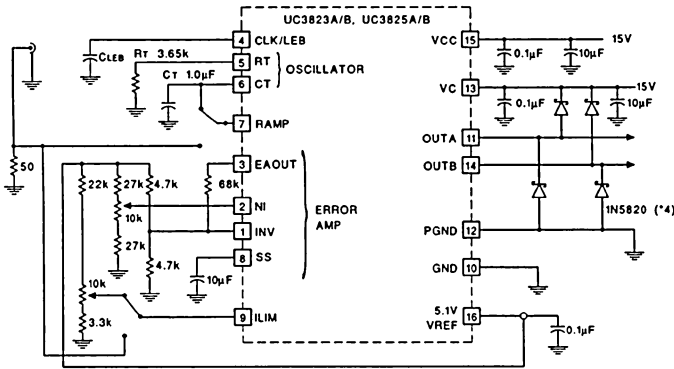 UC3823A/B, UC3825A/B
4 CLK/LEB
CLEB
RT 3.65k
5 RT
OSCILLATOR
CT 1.0µF
6 CT
7 RAMP
50
3 EAOUT
22k
27k
4.7k
68k
2 NI
10k
ERROR
AMP
1 INV
27k
4.7k
8 SS
10µF
10k
3.3k
9 ILIM
VCC 15
15V
0.1µF
10µF
VC 13
15V
0.1µF
10µF
OUTA 11
OUTB 14
1N5820 (*4)
PGND 12
GND 10
5.1V
VREF 16
0.1µF